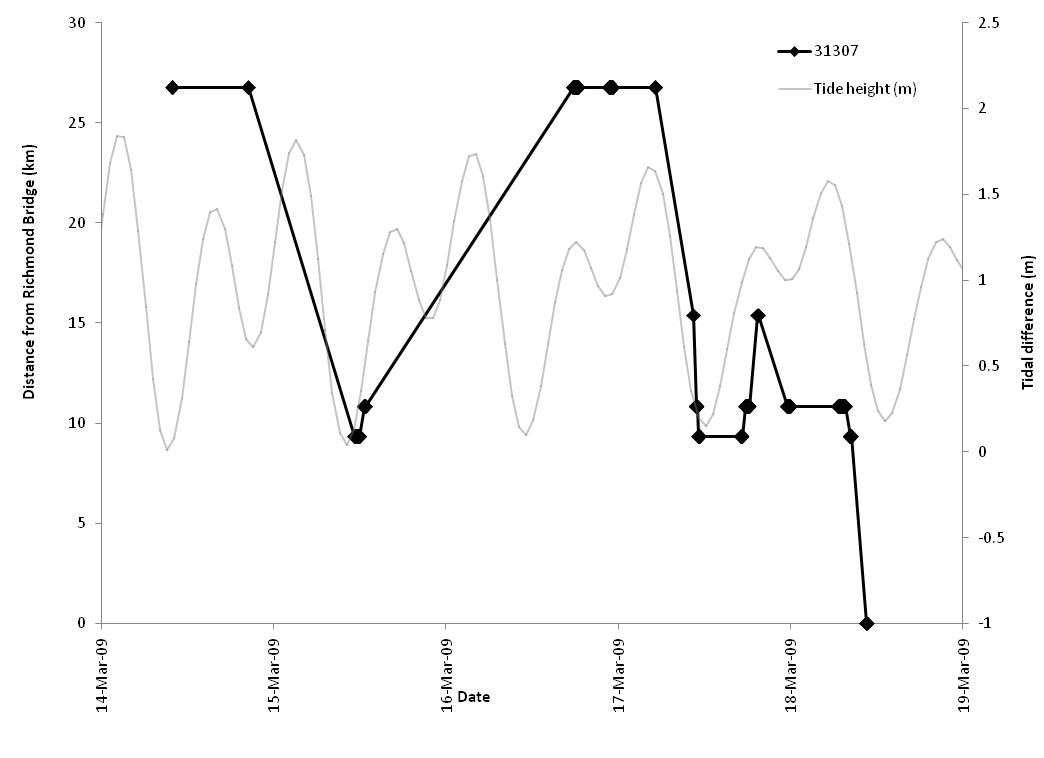 30
25
20
15
10
5
0
Distance from Richmond Bridge (km)
31307
Tide height (m)
2.5
2
1.5
1
0.5
0
-0.5
-1
Tidal difference (m)
14-Mar-09
15-Mar-09
16-Mar-09
17-Mar-09
18-Mar-09
19-Mar-09
Date